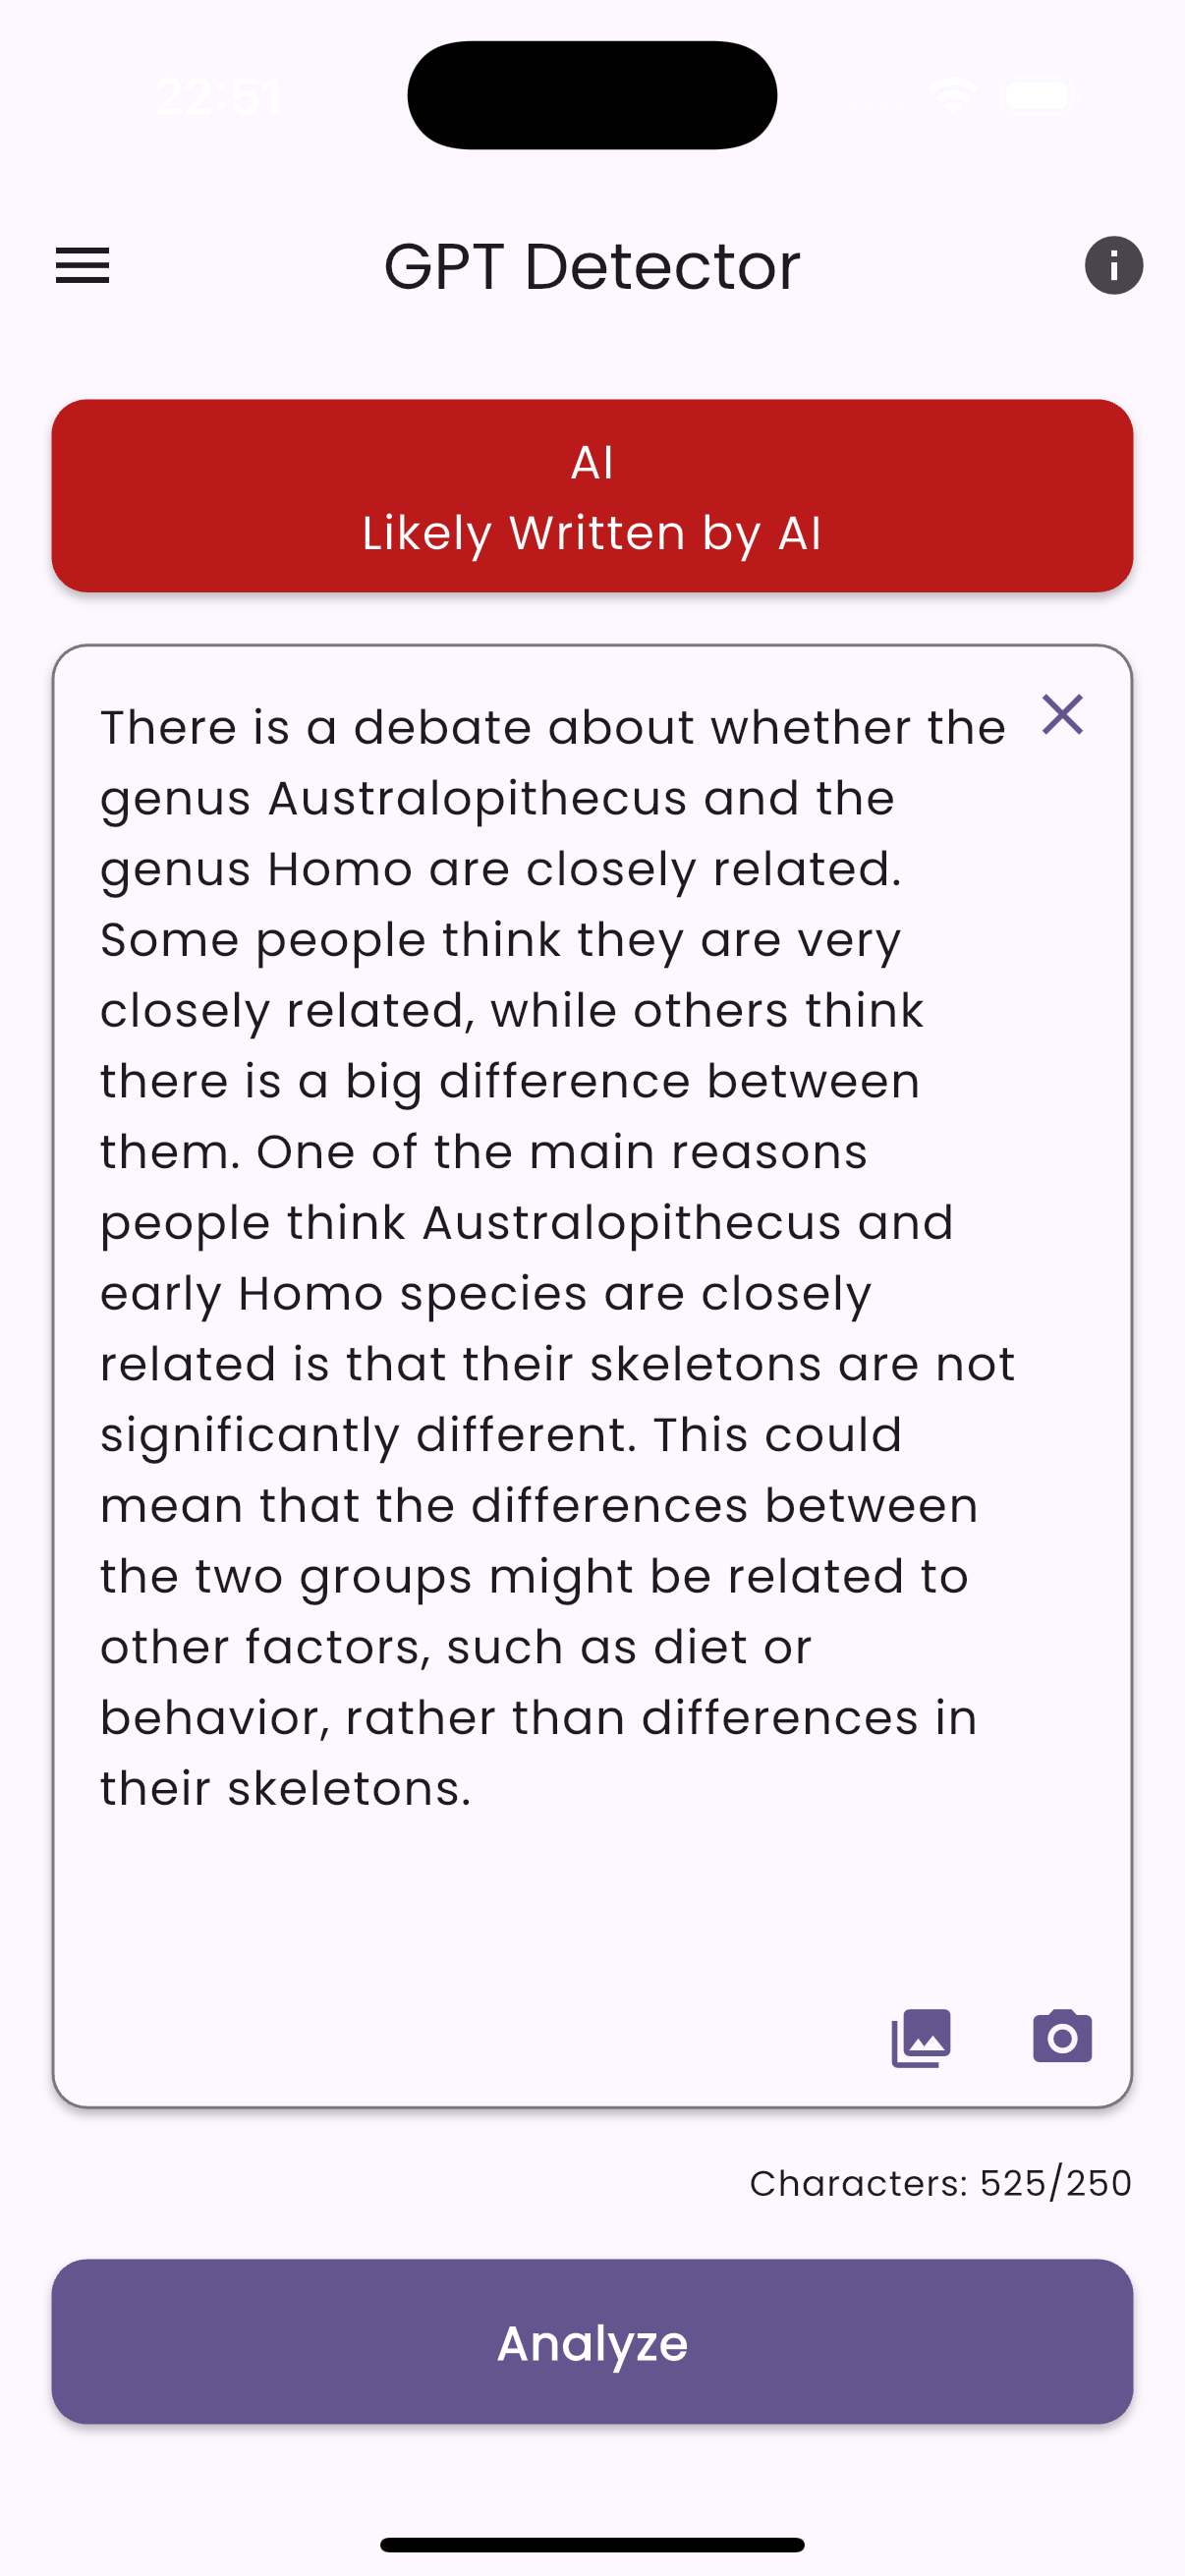 22:51
GPT Detector
AI
Likely Written by AI
There is a debate about whether the
genus Australopithecus and the
genus Homo are closely related.
Some people think they are very
closely related, while others think
there is a big difference between
them. One of the main reasons
people think Australopithecus and
early Homo species are closely
related is that their skeletons are not
significantly different. This could
mean that the differences between
the two groups might be related to
other factors, such as diet or
behavior, rather than differences in
their skeletons.
Characters: 525/250
Analyze